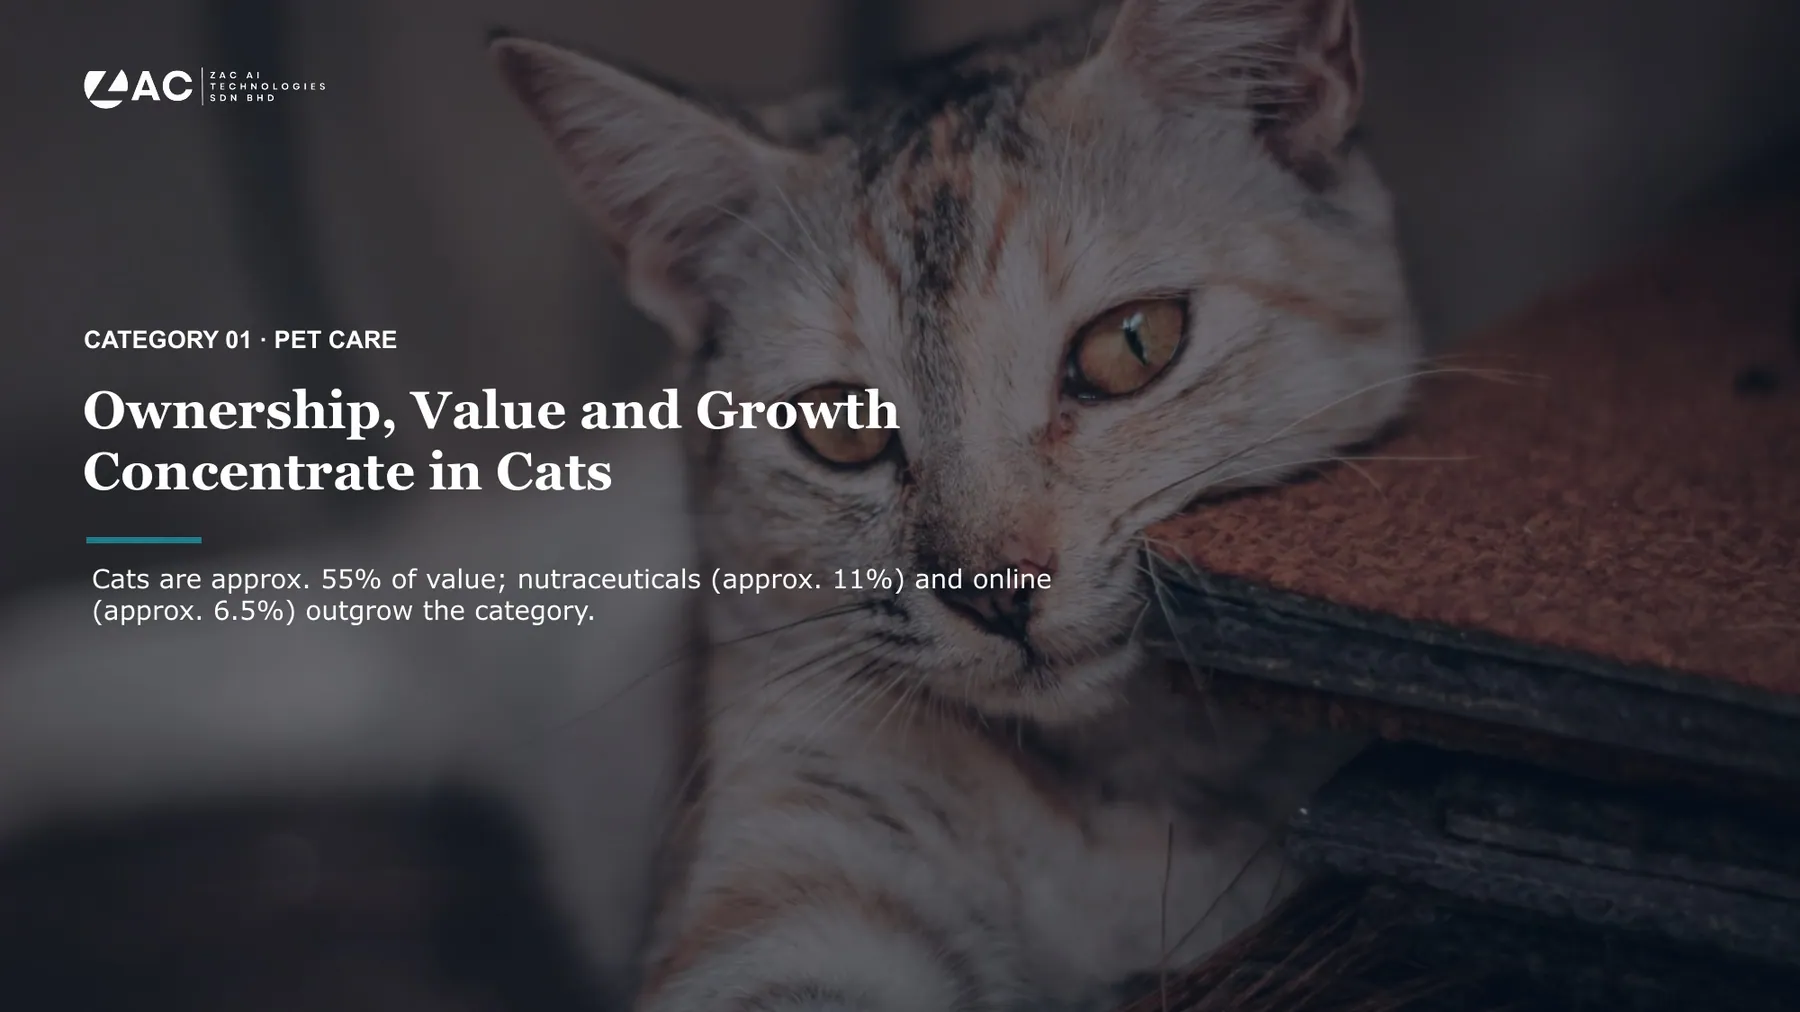 ZAC
ZAC AI
TECHNOLOGIES
SDN BHD
CATEGORY 01 · PET CARE
Ownership, Value and Growth
Concentrate in Cats
Cats are approx. 55% of value; nutraceuticals (approx. 11%) and online
(approx. 6.5%) outgrow the category.